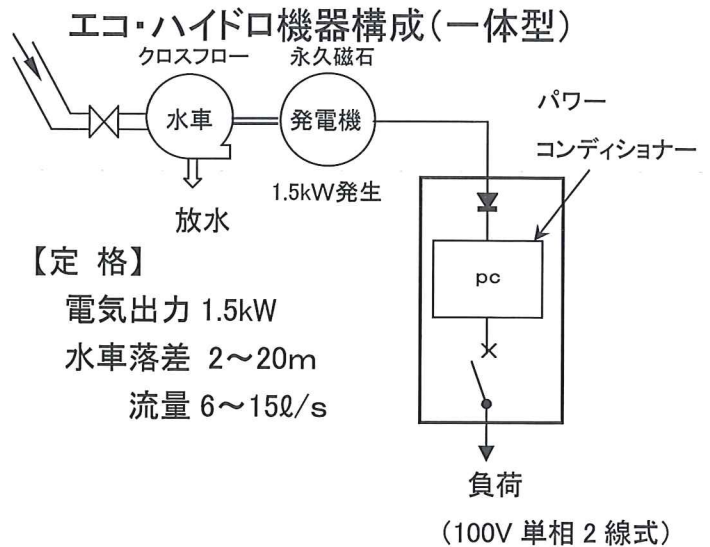 エコ・ハイドロ機器構成(一体型)
クロスフロー
永久磁石
水車
発電機
パワー
コンディショナー
1.5kW発生
放水
pc
【定 格】
電気出力 1.5kW
水車落差 2～20m
流量 6～15ℓ/s
負荷
(100V 単相 2 線式)